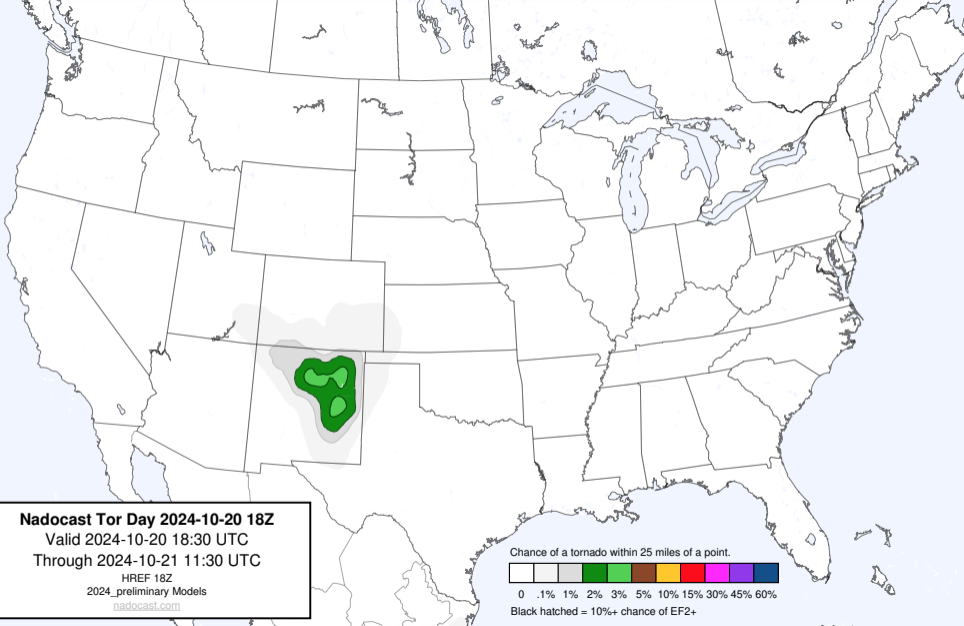 Nadocast Tor Day 2024-10-20 18Z
Valid 2024-10-20 18:30 UTC
Through 2024-10-21 11:30 UTC
HREF 18Z
2024_preliminary Models
nadocast.com
Chance of a tornado within 25 miles of a point.
0 .1% 1% 2% 3% 5% 10% 15% 30% 45% 60%
Black hatched = 10%+ chance of EF2+